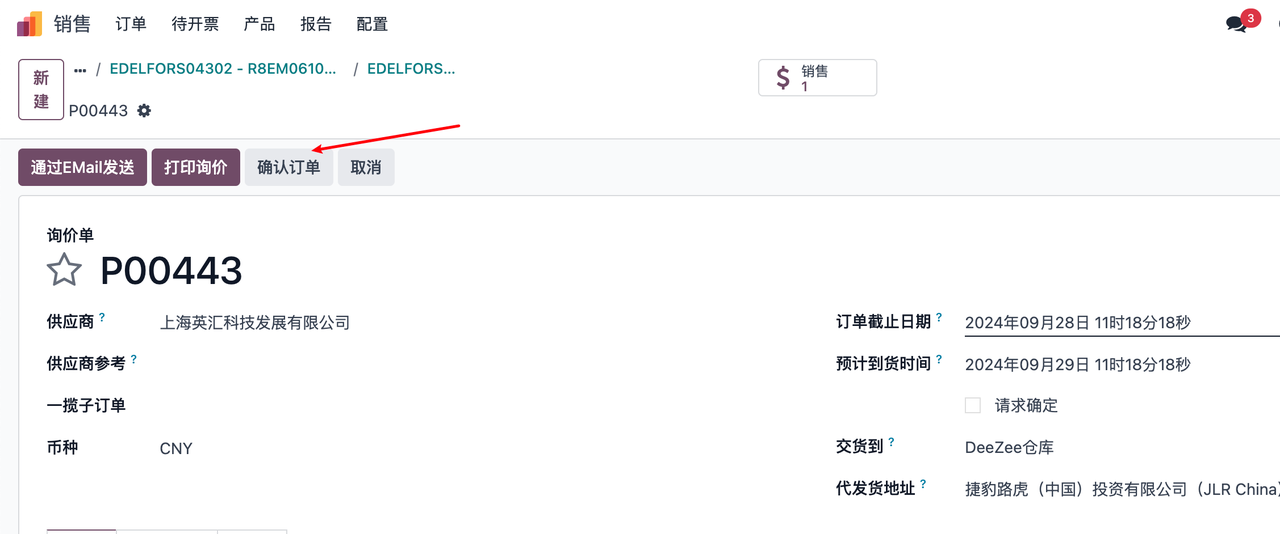 销售 订单 待开票 产品 报告 配置 3
新建 ... / EDELFORS04302 - R8EM0610... / EDELFORS...
P00443
销售
1
通过EMail发送 打印询价 确认订单 取消
询价单
P00443
供应商 ? 上海英汇科技发展有限公司
订单截止日期 ? 2024年09月28日 11时18分18秒
供应商参考 ?
预计到货时间 ? 2024年09月29日 11时18分18秒
一揽子订单
请求确定
币种 CNY
交货到 ? DeeZee仓库
代发货地址 ? 捷豹路虎（中国）投资有限公司（JLR China）